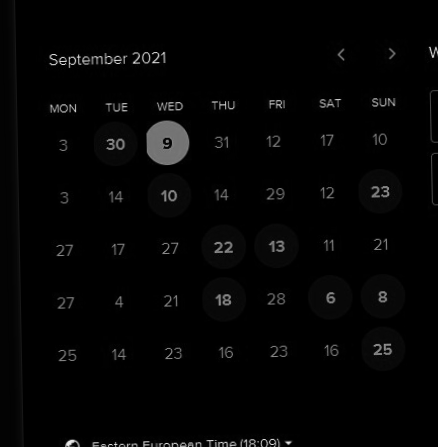 September 2021
W
MON TUE WED THU FRI SAT SUN
3 30 9 31 12 17 10
3 14 10 14 29 12 23
27 17 27 22 13 11 21
27 4 21 18 28 6 8
25 14 23 16 23 16 25
Eastern European Time (18:09)